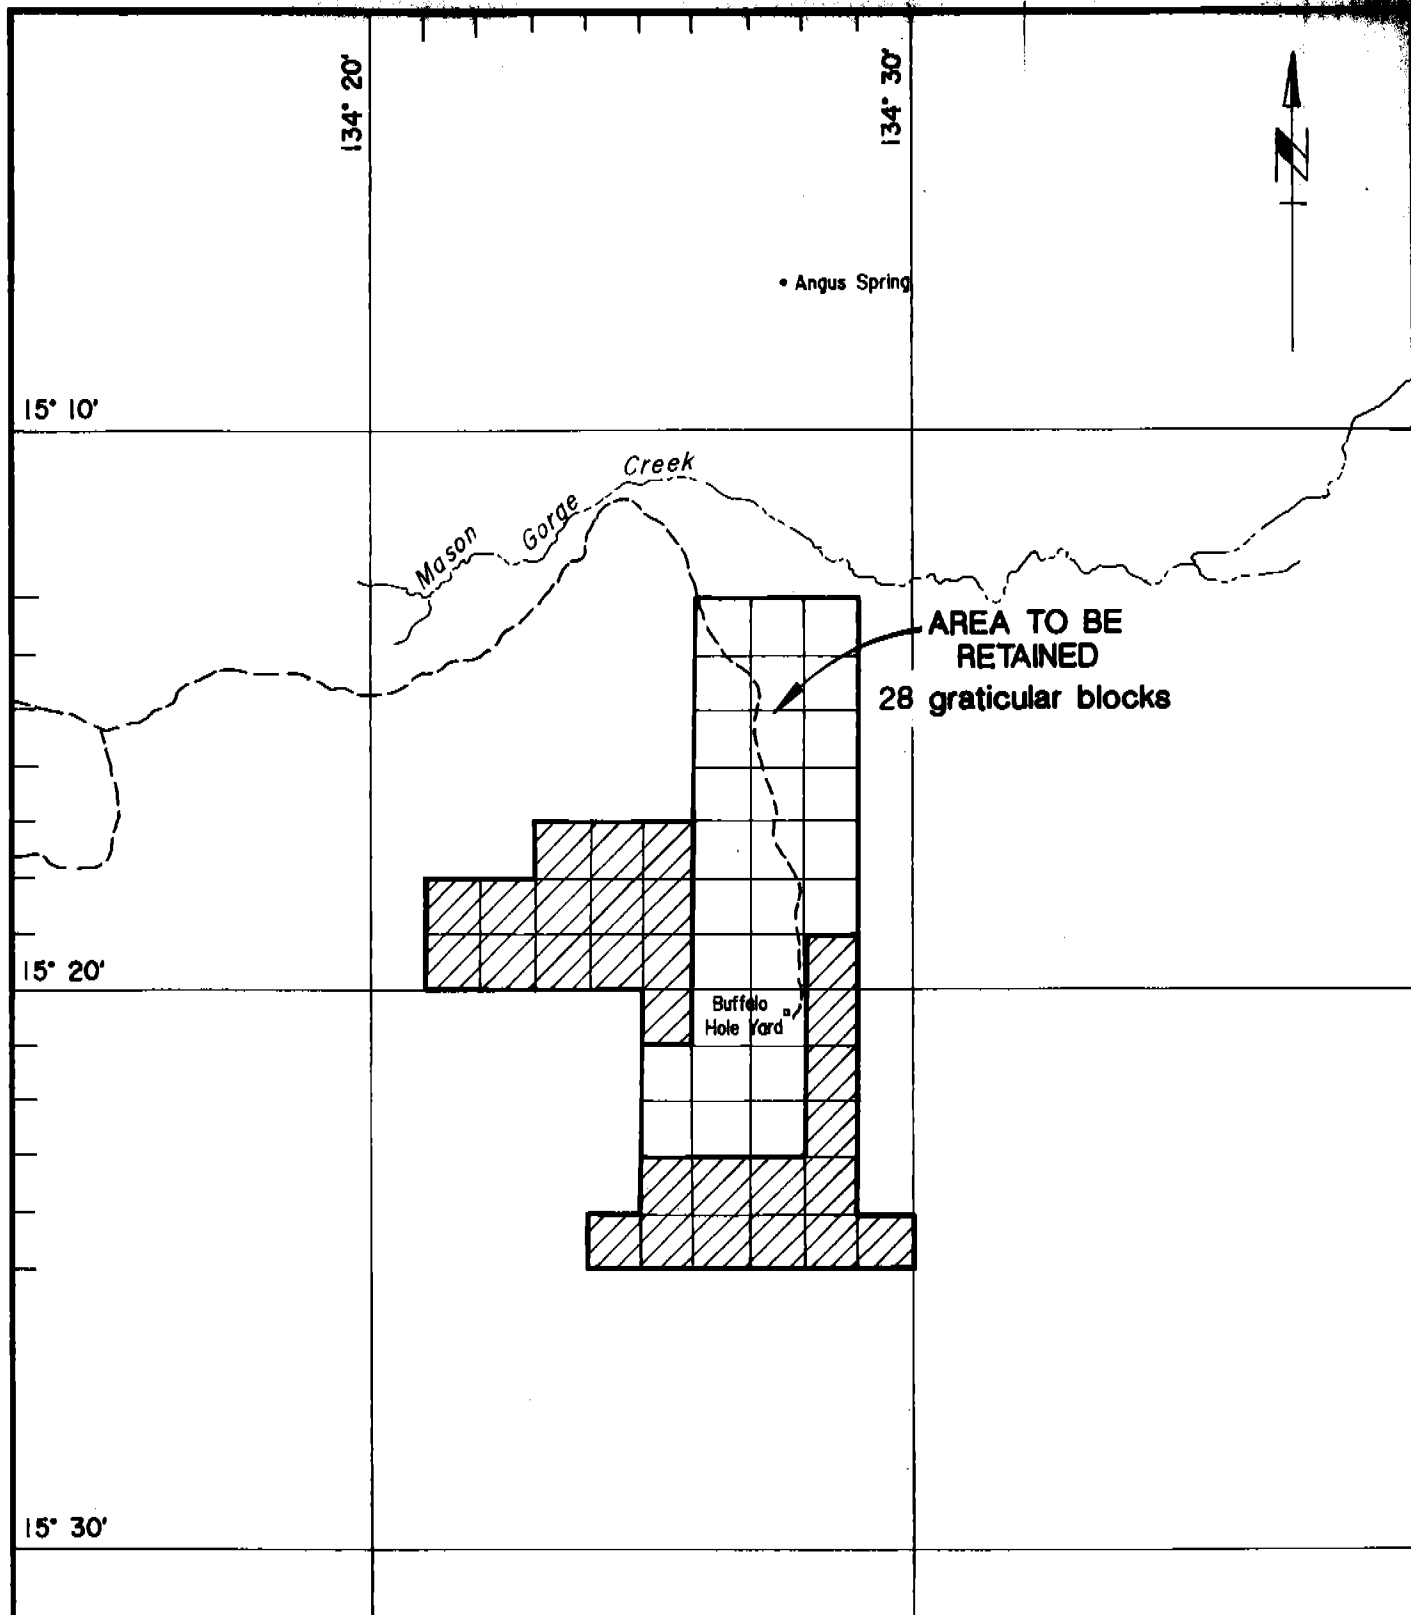 134° 20'
134° 30'
N
• Angus Spring
15° 10'
Mason Gorge Creek
AREA TO BE
RETAINED
28 graticular blocks
15° 20'
Buffalo
Hole Yard
15° 30'